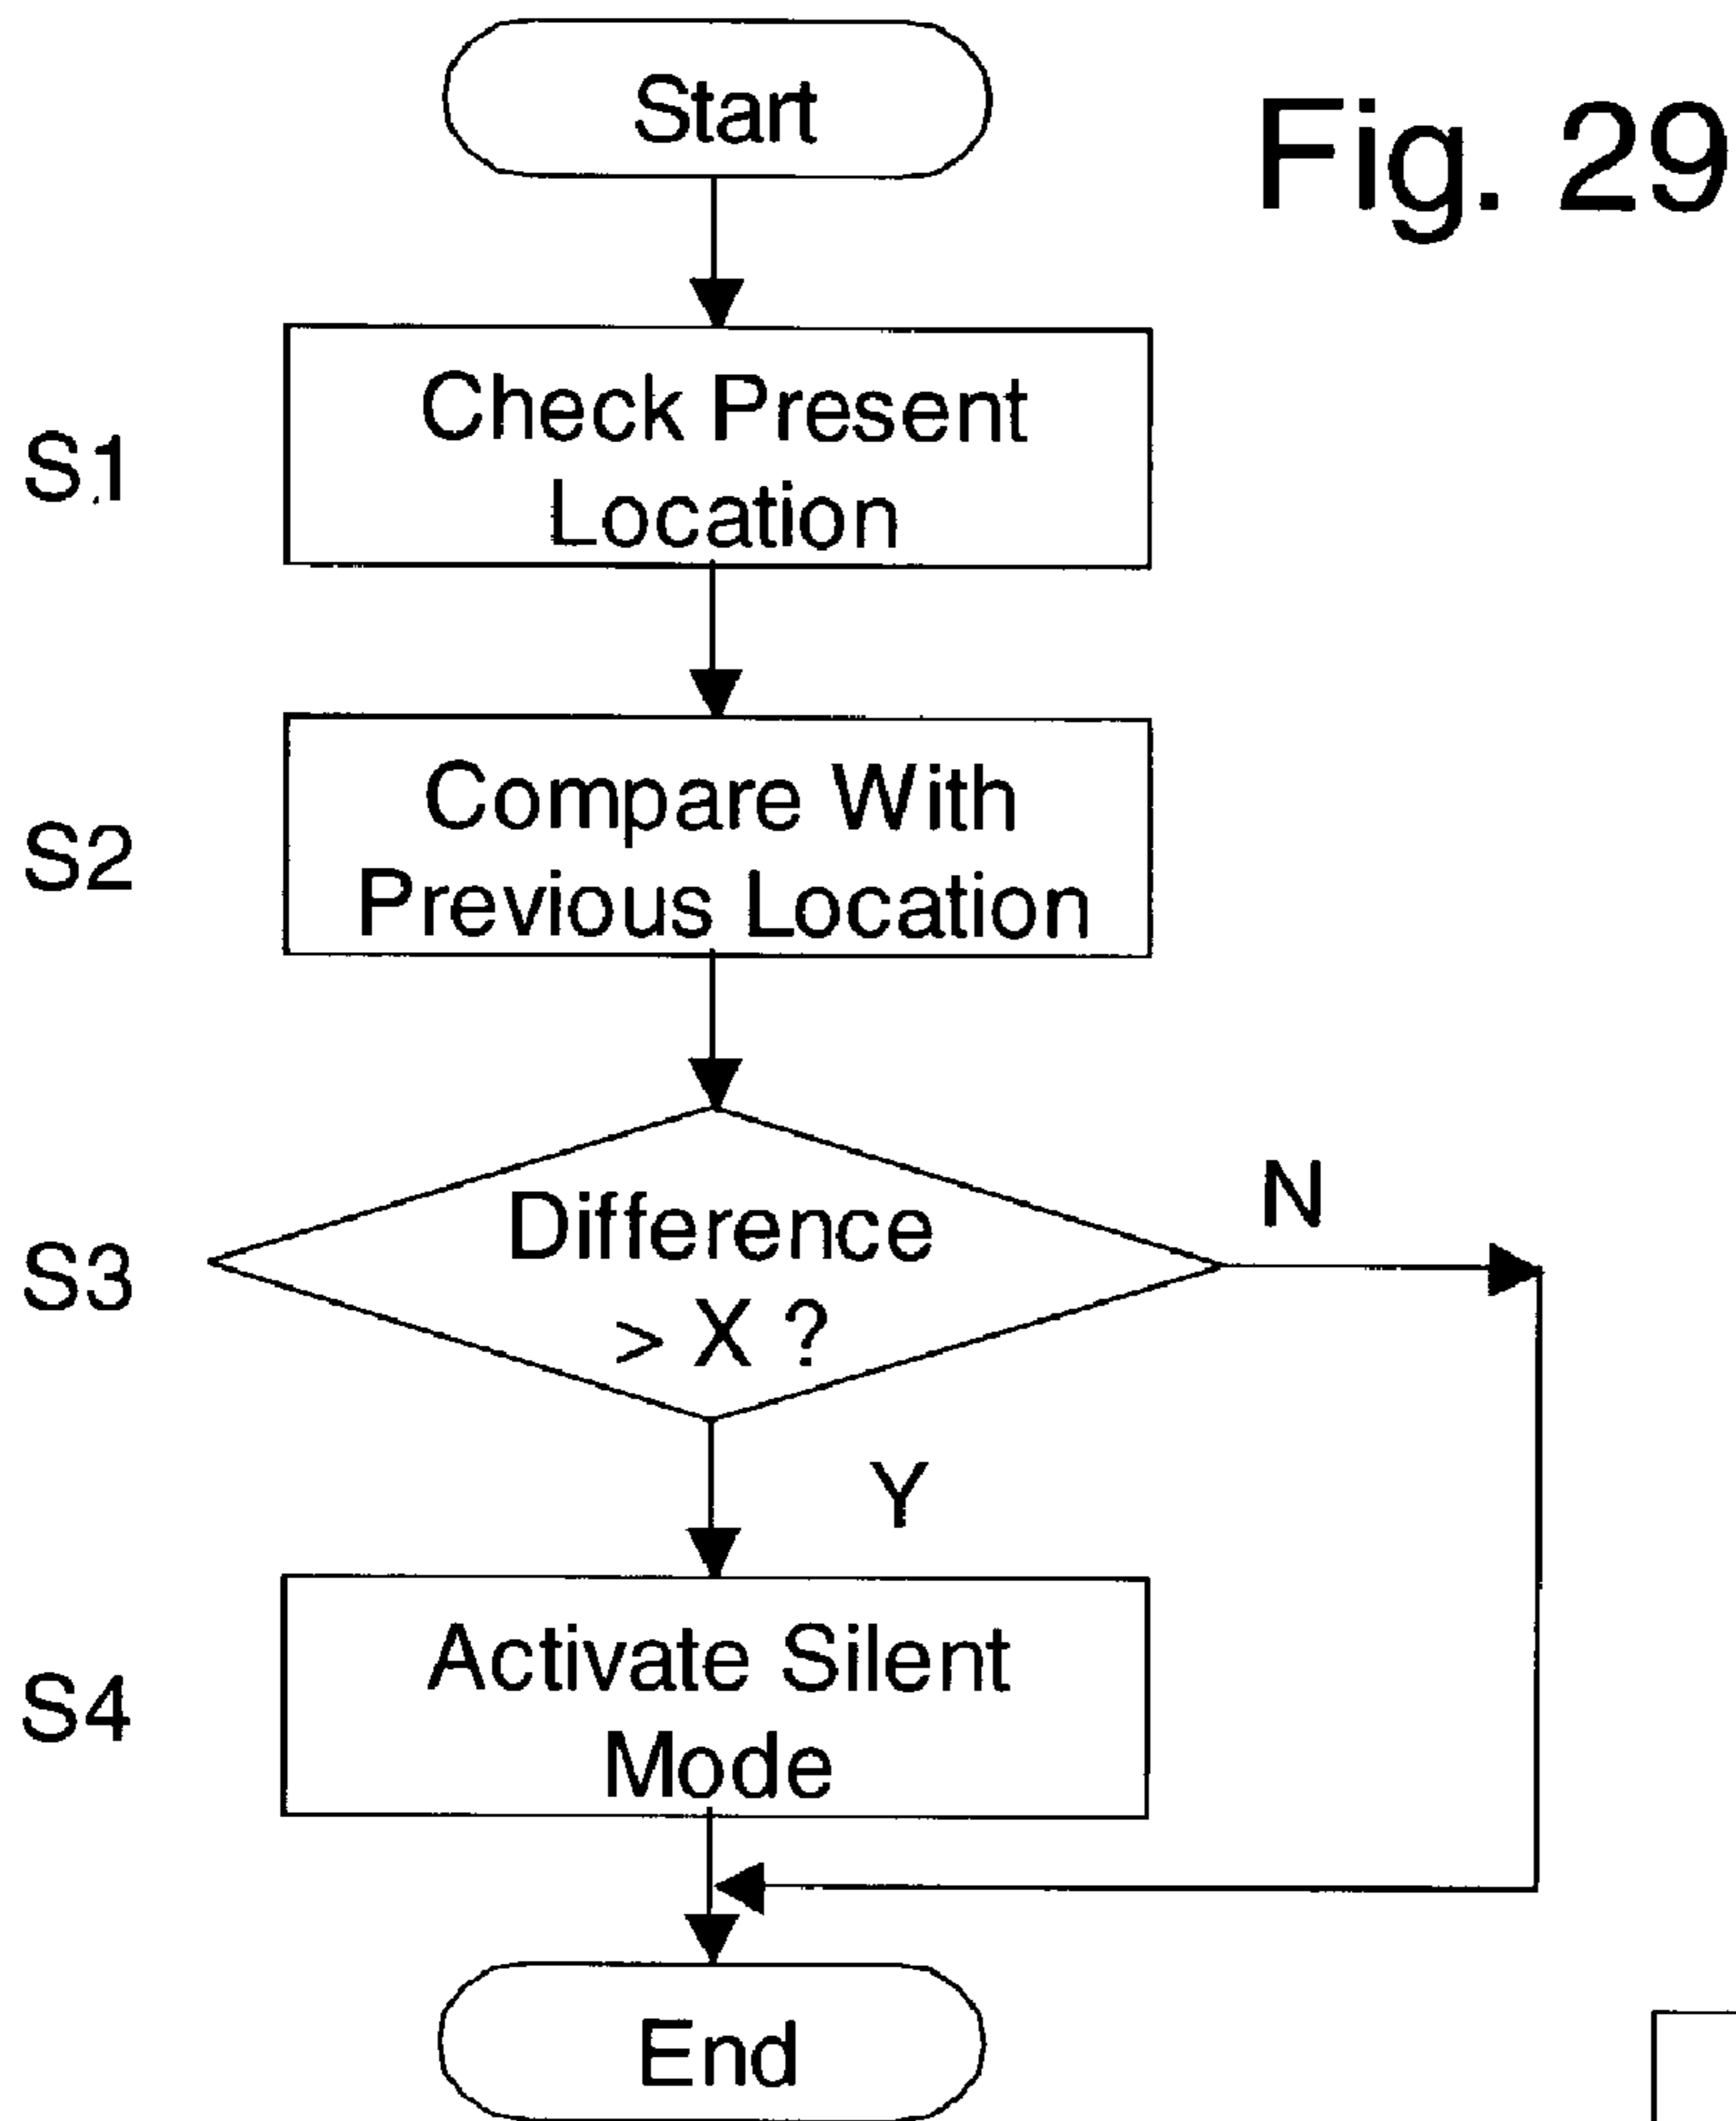 Start
Fig. 29
S1
Check Present
Location
S2
Compare With
Previous Location
S3
Difference
> X ?
N
Y
S4
Activate Silent
Mode
End